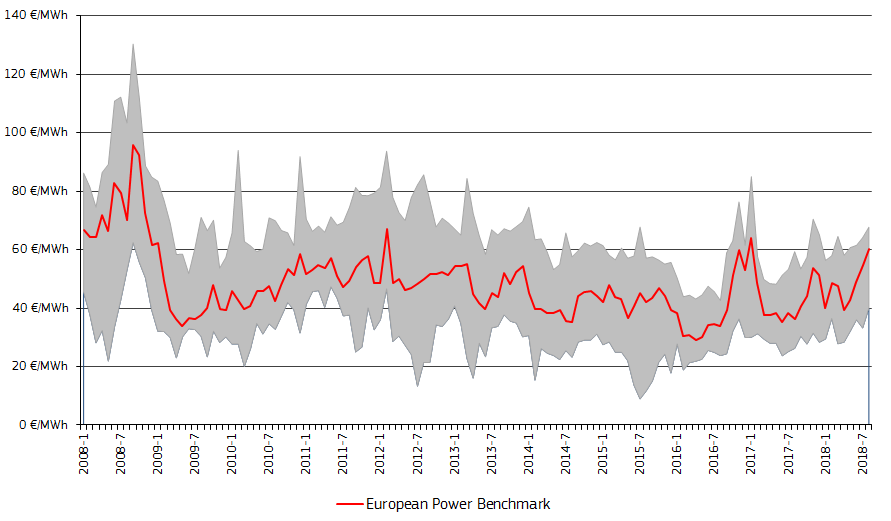 140 €/MWh
120 €/MWh
100 €/MWh
80 €/MWh
60 €/MWh
40 €/MWh
20 €/MWh
0 €/MWh
2008-1
2008-7
2009-1
2009-7
2010-1
2010-7
2011-1
2011-7
2012-1
2012-7
2013-1
2013-7
2014-1
2014-7
2015-1
2015-7
2016-1
2016-7
2017-1
2017-7
2018-1
2018-7
European Power Benchmark